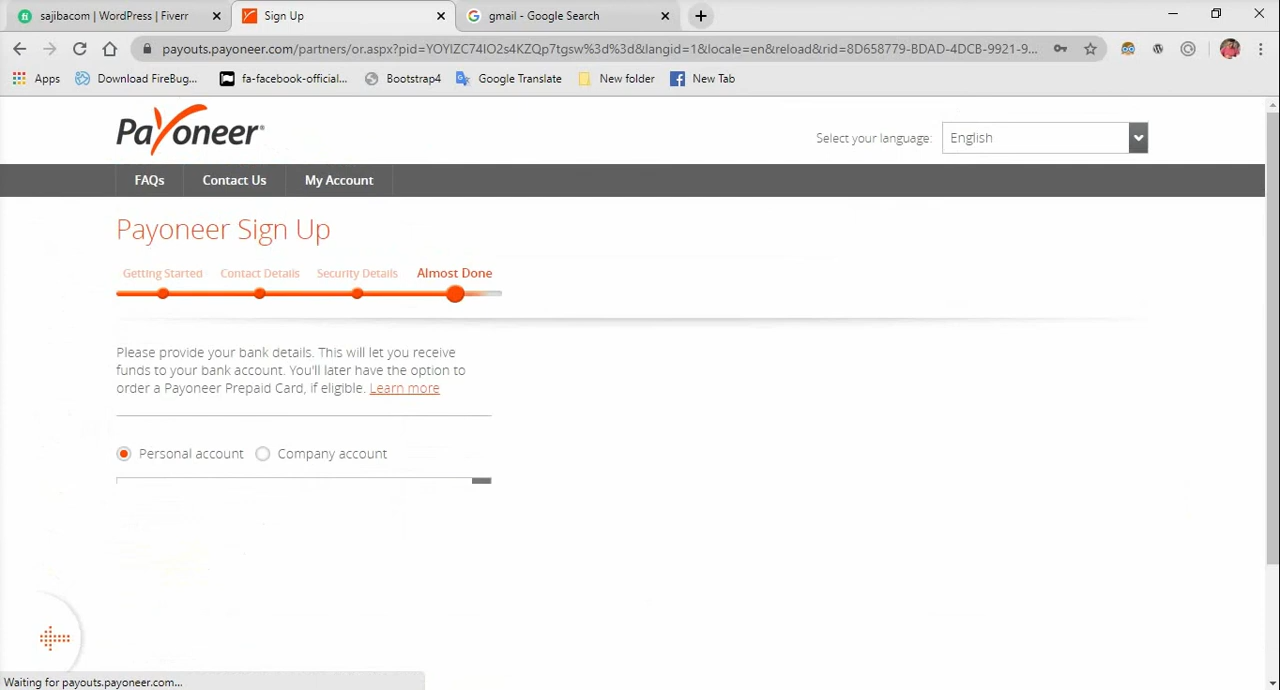 sajibacom | WordPress | Fiverr
Sign Up
gmail - Google Search
payouts.payoneer.com/partners/or.aspx?pid=YOYIZC74IO2s4KZQp7tgsw%3d%3d&langid=1&locale=en&reload&rid=8D658779-BDAD-4DCB-9921-9...
Apps
Download FireBug...
fa-facebook-official...
Bootstrap4
Google Translate
New folder
New Tab
Payoneer
Select your language:
English
FAQs
Contact Us
My Account
Payoneer Sign Up
Getting Started
Contact Details
Security Details
Almost Done
Please provide your bank details. This will let you receive
funds to your bank account. You'll later have the option to
order a Payoneer Prepaid Card, if eligible. Learn more
Personal account
Company account
Waiting for payouts.payoneer.com...